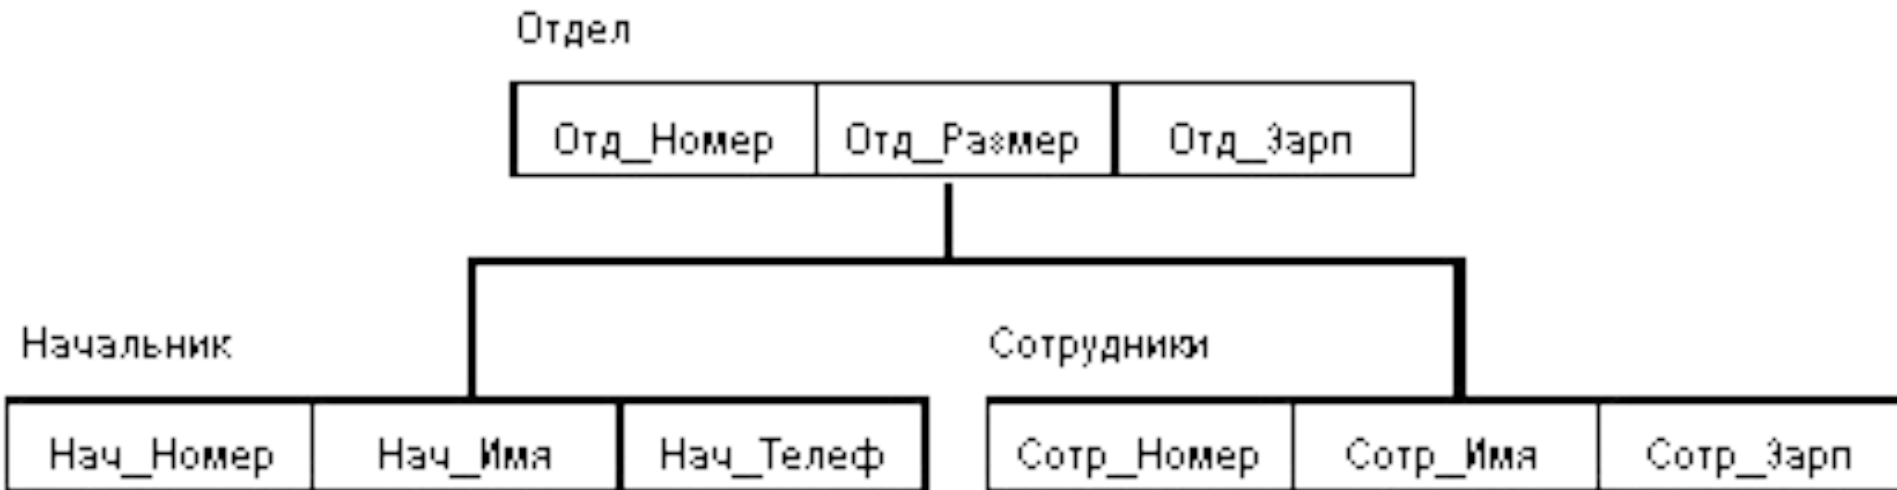 Отдел
Отд_Номер Отд_Размер Отд_Зарп
Начальник Сотрудники
Нач_Номер Нач_Имя Нач_Телеф Сотр_Номер Сотр_Имя Сотр_Зарп